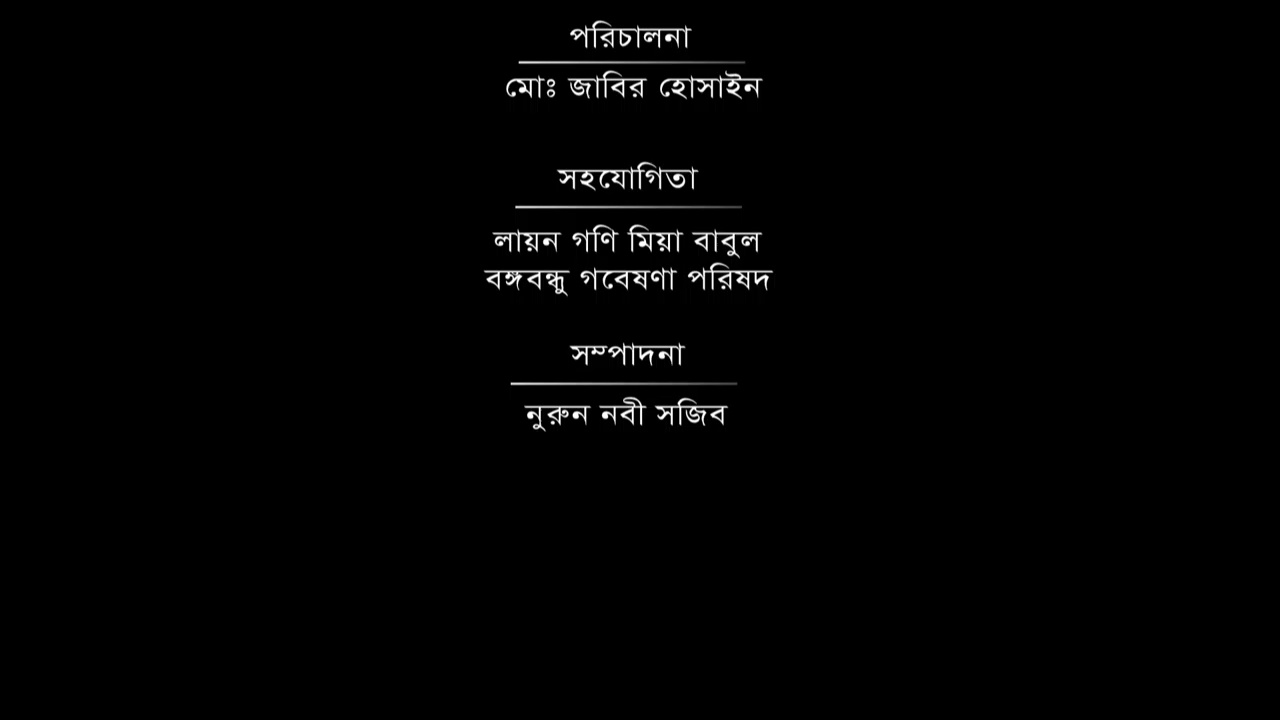 পরিচালনা
মোঃ জাবির হোসাইন
সহযোগিতা
লায়ন গণি মিয়া বাবুল
বঙ্গবন্ধু গবেষণা পরিষদ
সম্পাদনা
নুরুন নবী সজিব